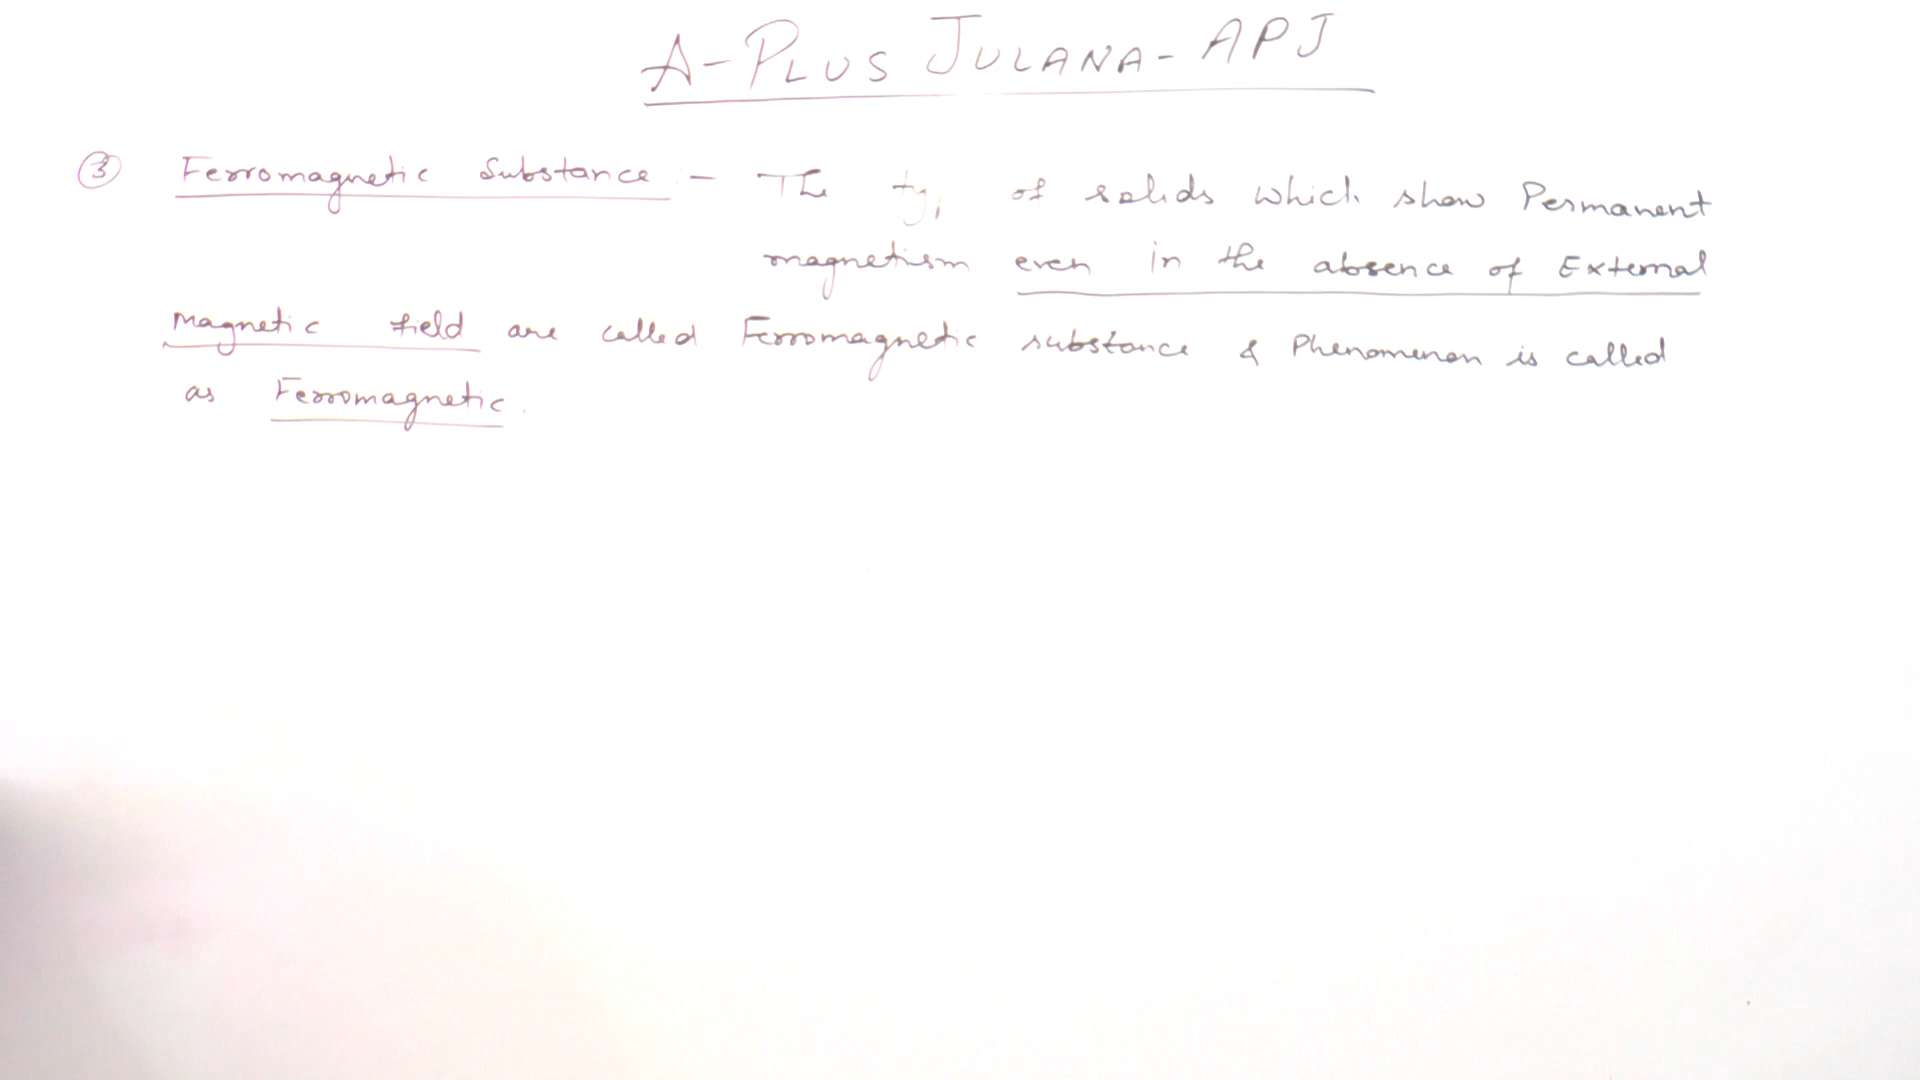 A-PLUS JULANA- APJ
③ Ferromagnetic Substance - The of solids which show Permanent
magnetism even in the absence of External
Magnetic field are called Ferromagnetic substance & Phenomenon is called
as Ferromagnetic.